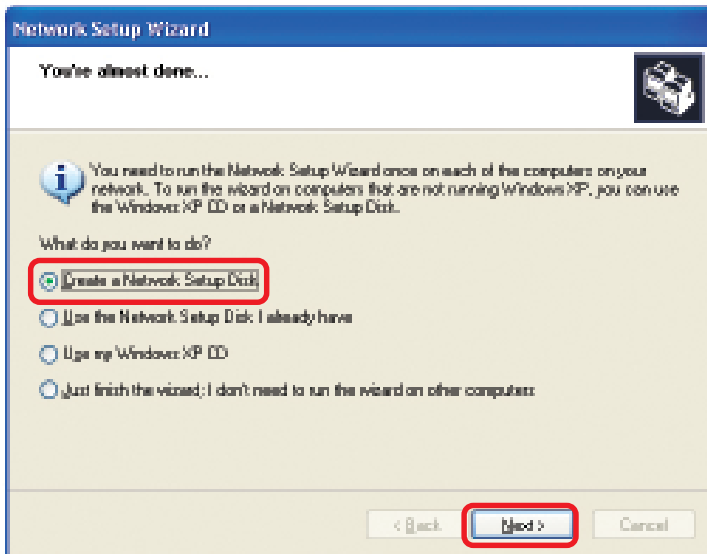 Network Setup Wizard
You're almost done...
You need to run the Network Setup Wizard once on each of the computers on your
network. To run the wizard on computers that are not running Windows XP, you can use
the Windows XP CD or a Network Setup Disk.
What do you want to do?
Create a Network Setup Disk
Use the Network Setup Disk I already have
Use my Windows XP CD
Just finish the wizard; I don't need to run the wizard on other computers
< Back
Next >
Cancel